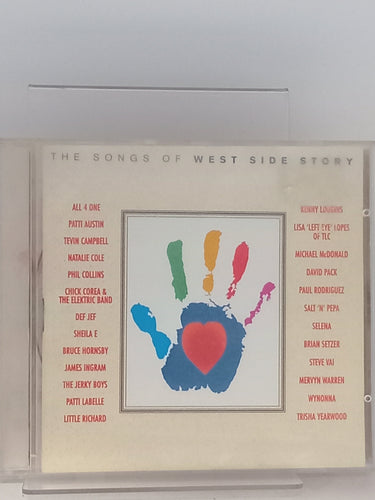 THE SONGS OF WEST SIDE STORY
ALL 4 ONE
PATTI AUSTIN
TEVIN CAMPBELL
NATALIE COLE
PHIL COLLINS
CHICK COREA &
THE ELEKTRIC BAND
DEF JEF
SHEILA E
BRUCE HORNSBY
JAMES INGRAM
THE JERKY BOYS
PATTI LABELLE
LITTLE RICHARD
KENNY LOGGINS
LISA 'LEFT EYE' LOPES
OF TLC
MICHAEL McDONALD
DAVID PACK
PAUL RODRIGUEZ
SALT 'N' PEPA
SELENA
BRIAN SETZER
STEVE VAI
MERVYN WARREN
WYNONNA
TRISHA YEARWOOD